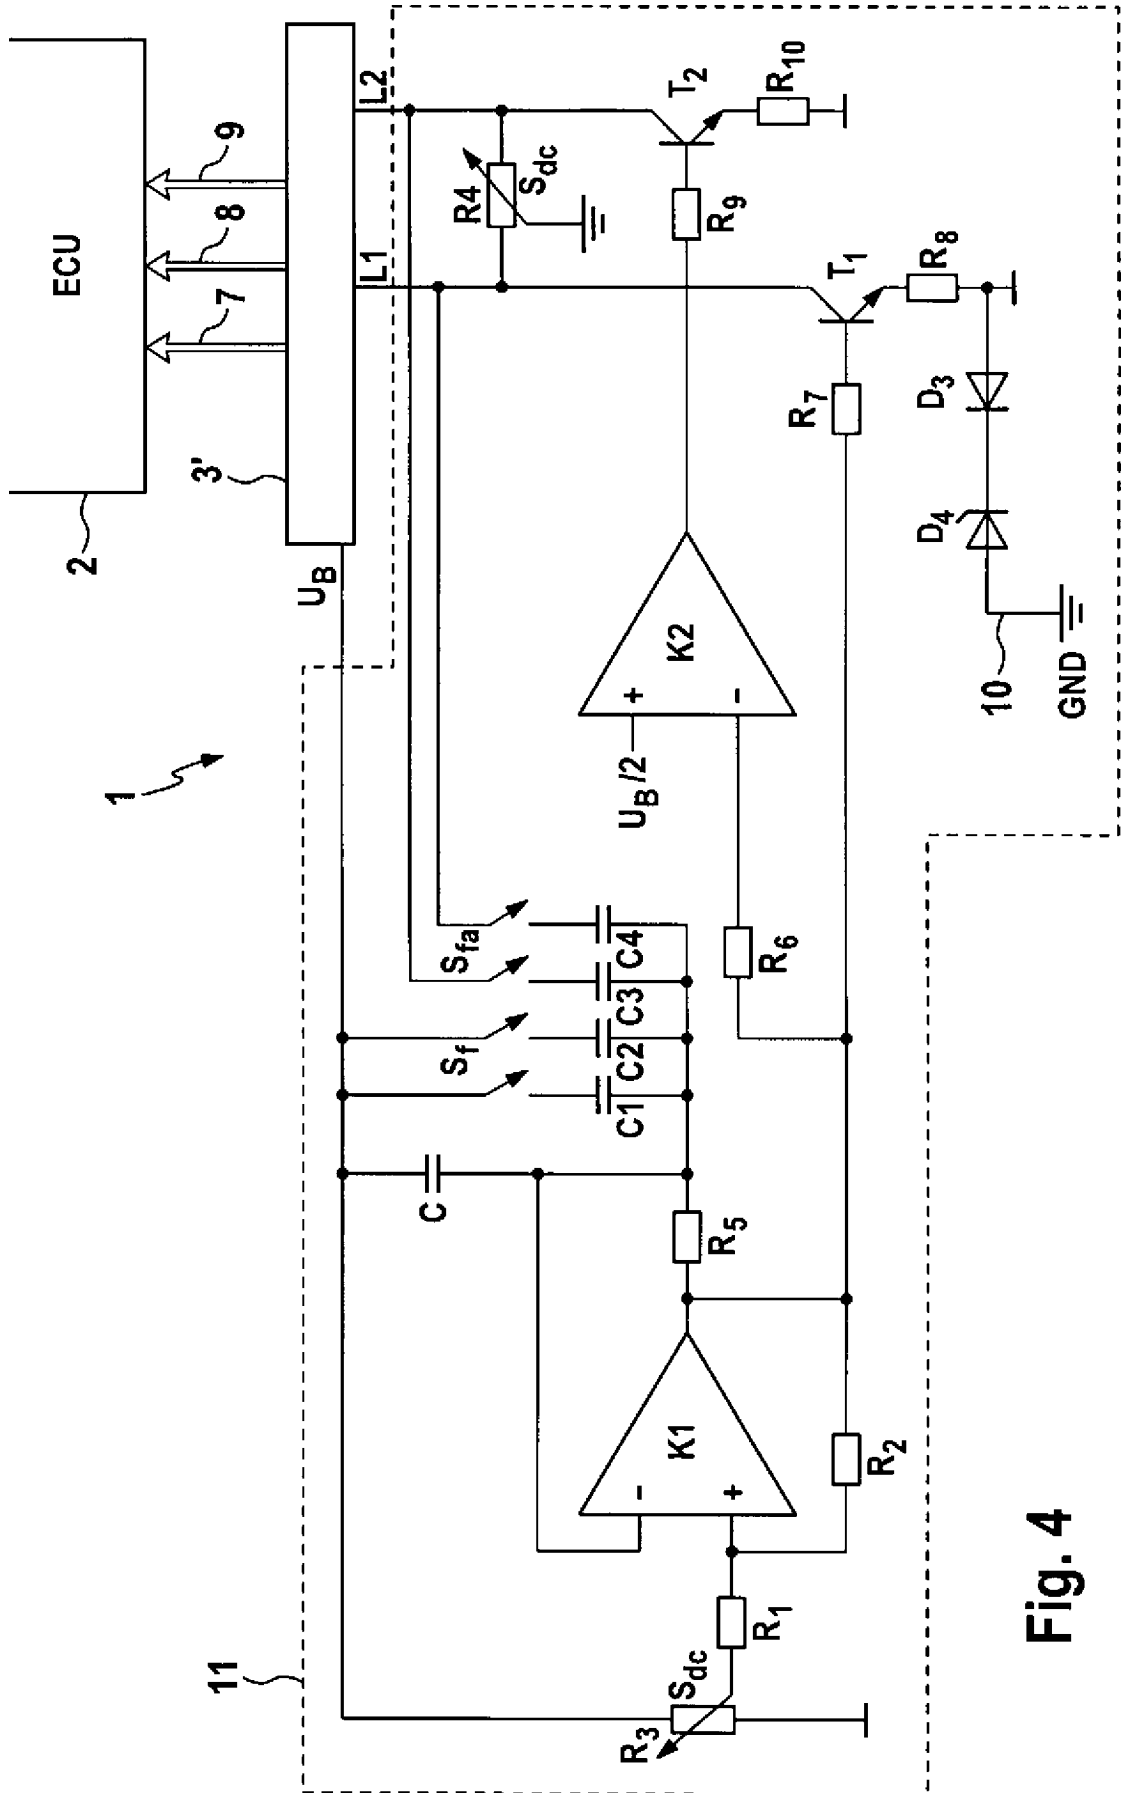 ECU
2
7
8
9
3'
U_B
L1
L2
1
11
R4
S_dc
T_2
R_10
R_9
T_1
R_8
R_7
D_3
D_4
10
GND
K2
+
-
U_B/2
R_6
S_fa
S_f
C4
C3
C2
C1
C
R_5
K1
-
+
R_2
R_1
S_dc
R_3
Fig. 4